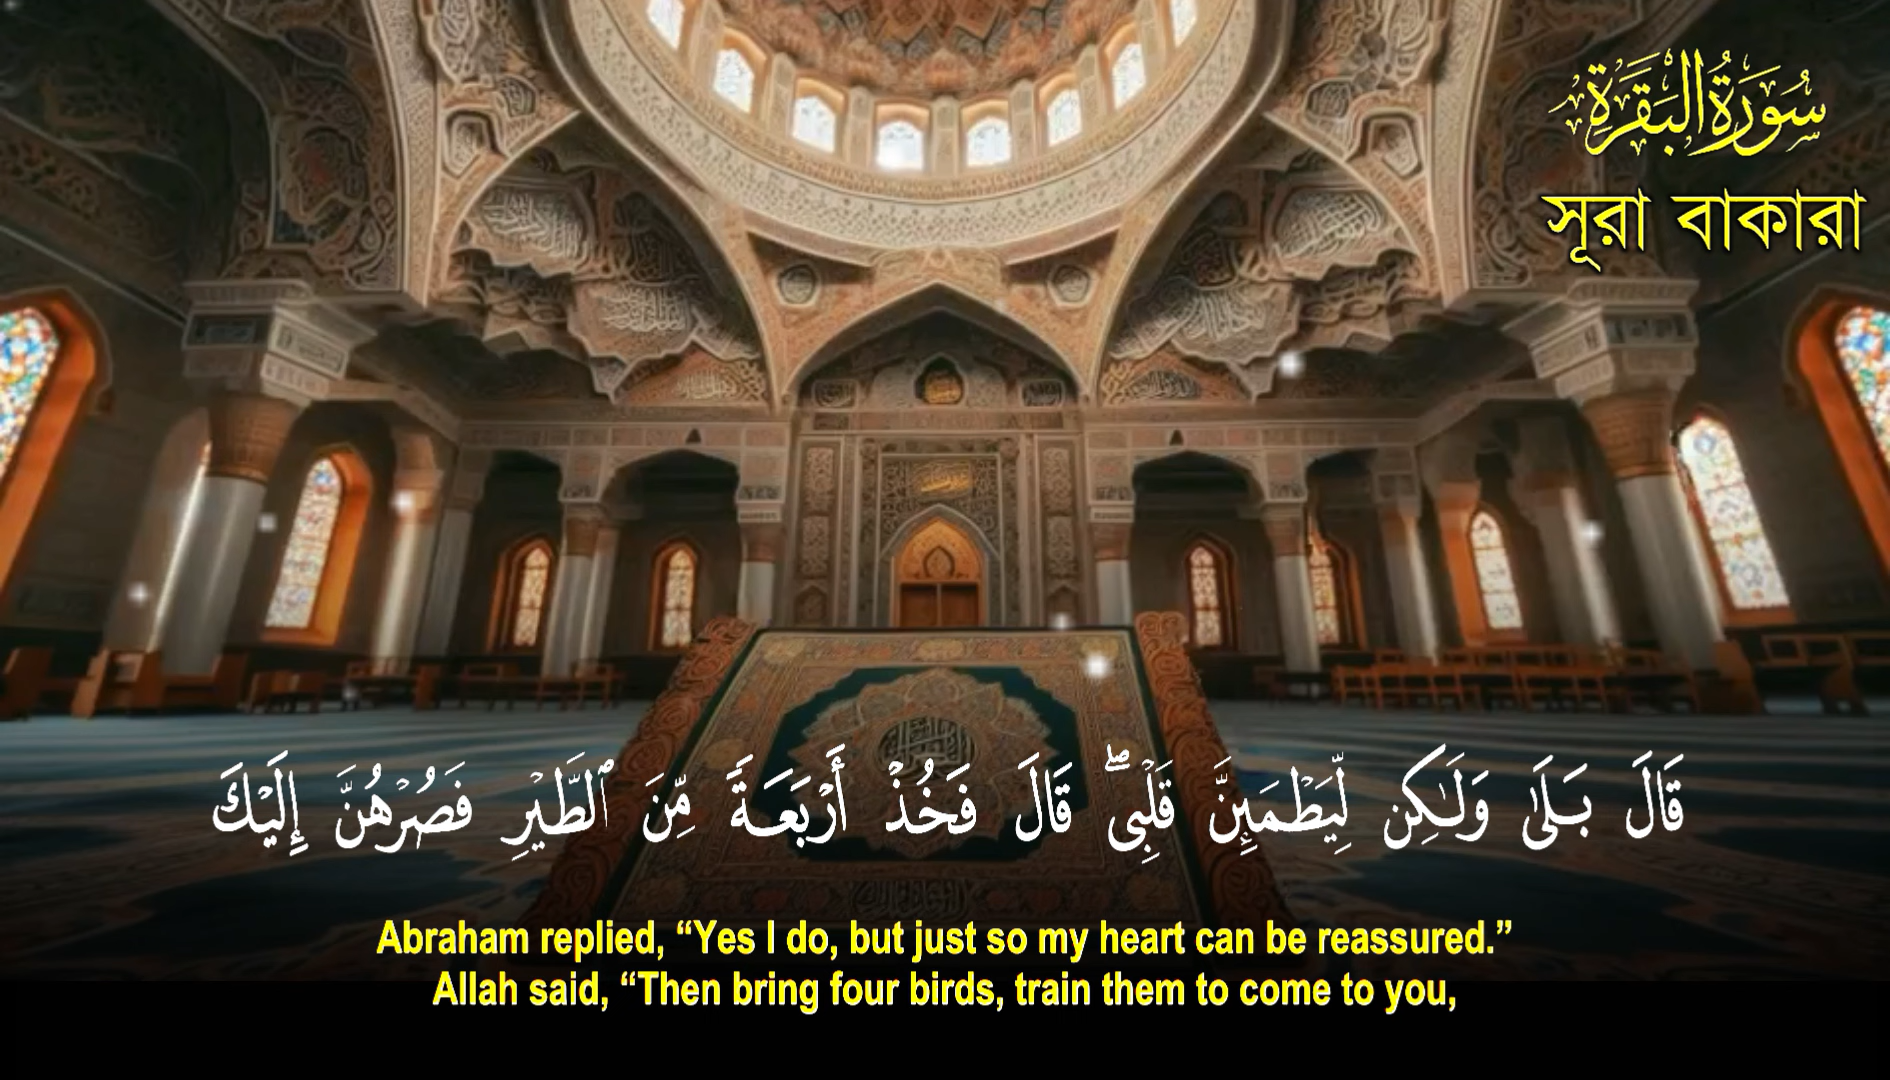 سُورَةُ البَقَرَةِ
সূরা বাকারা
قَالَ بَلَىٰ وَلَـٰكِن لِّيَطْمَئِنَّ قَلْبِى ۖ قَالَ فَخُذْ أَرْبَعَةً مِّنَ ٱلطَّيْرِ فَصُرْهُنَّ إِلَيْكَ
Abraham replied, “Yes I do, but just so my heart can be reassured.”
Allah said, “Then bring four birds, train them to come to you,